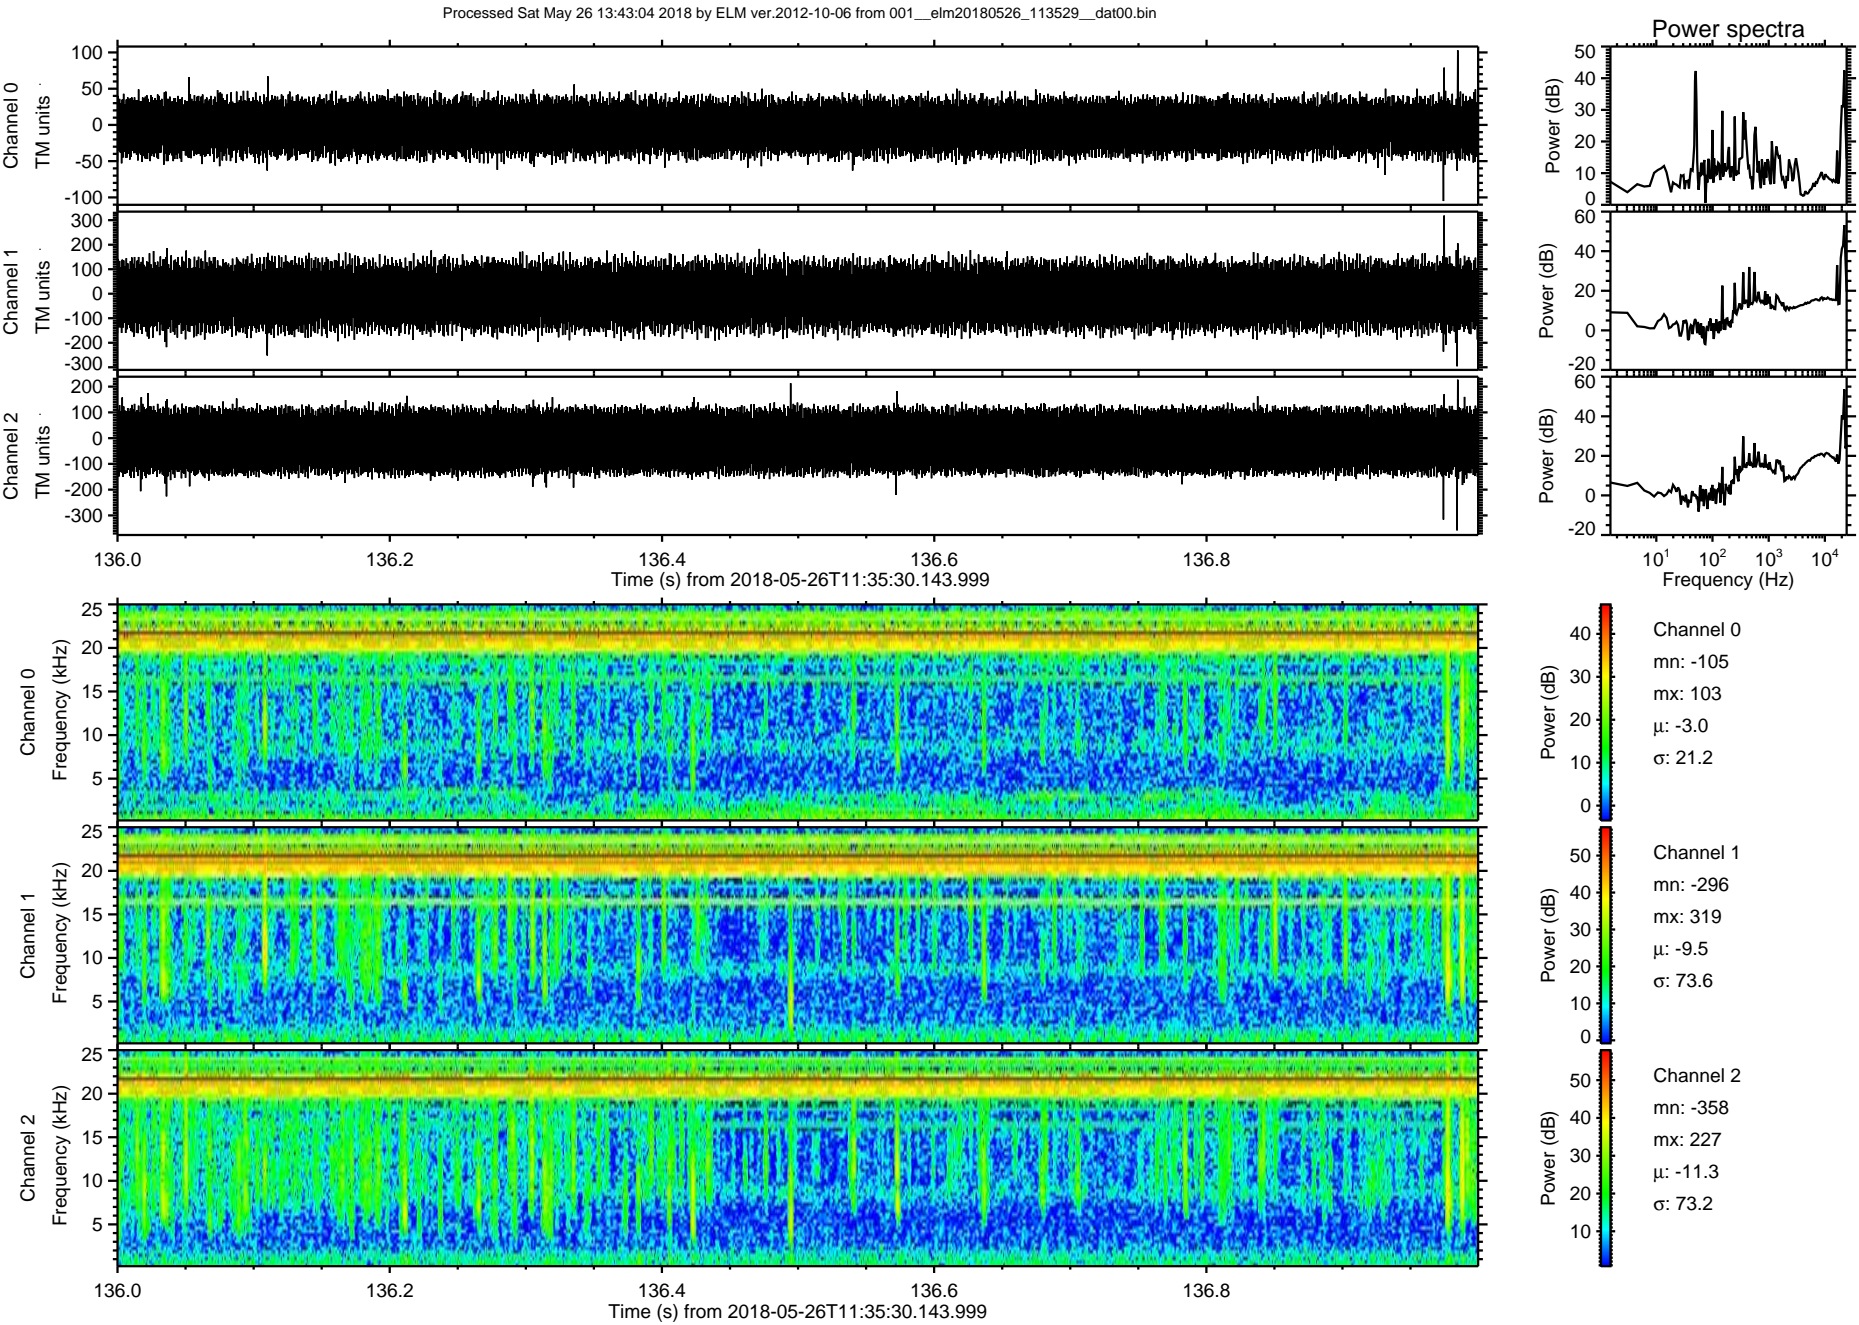 Processed Sat May 26 13:43:04 2018 by ELM ver.2012-10-06 from 001__elm20180526_113529__dat00.bin
Power spectra
Channel 0
TM units
100
50
0
-50
-100
Power (dB)
50
40
30
20
10
0
Channel 1
TM units
300
200
100
0
-100
-200
-300
Power (dB)
60
40
20
0
-20
Channel 2
TM units
200
100
0
-100
-200
-300
Power (dB)
60
40
20
0
-20
136.0 136.2 136.4 136.6 136.8
Time (s) from 2018-05-26T11:35:30.143.999
10¹ 10² 10³ 10⁴
Frequency (Hz)
Channel 0
Frequency (kHz)
25
20
15
10
5
Power (dB)
40
30
20
10
0
Channel 0
mn: -105
mx: 103
μ: -3.0
σ: 21.2
Channel 1
Frequency (kHz)
25
20
15
10
5
Power (dB)
50
40
30
20
10
0
Channel 1
mn: -296
mx: 319
μ: -9.5
σ: 73.6
Channel 2
Frequency (kHz)
25
20
15
10
5
Power (dB)
50
40
30
20
10
Channel 2
mn: -358
mx: 227
μ: -11.3
σ: 73.2
136.0 136.2 136.4 136.6 136.8
Time (s) from 2018-05-26T11:35:30.143.999